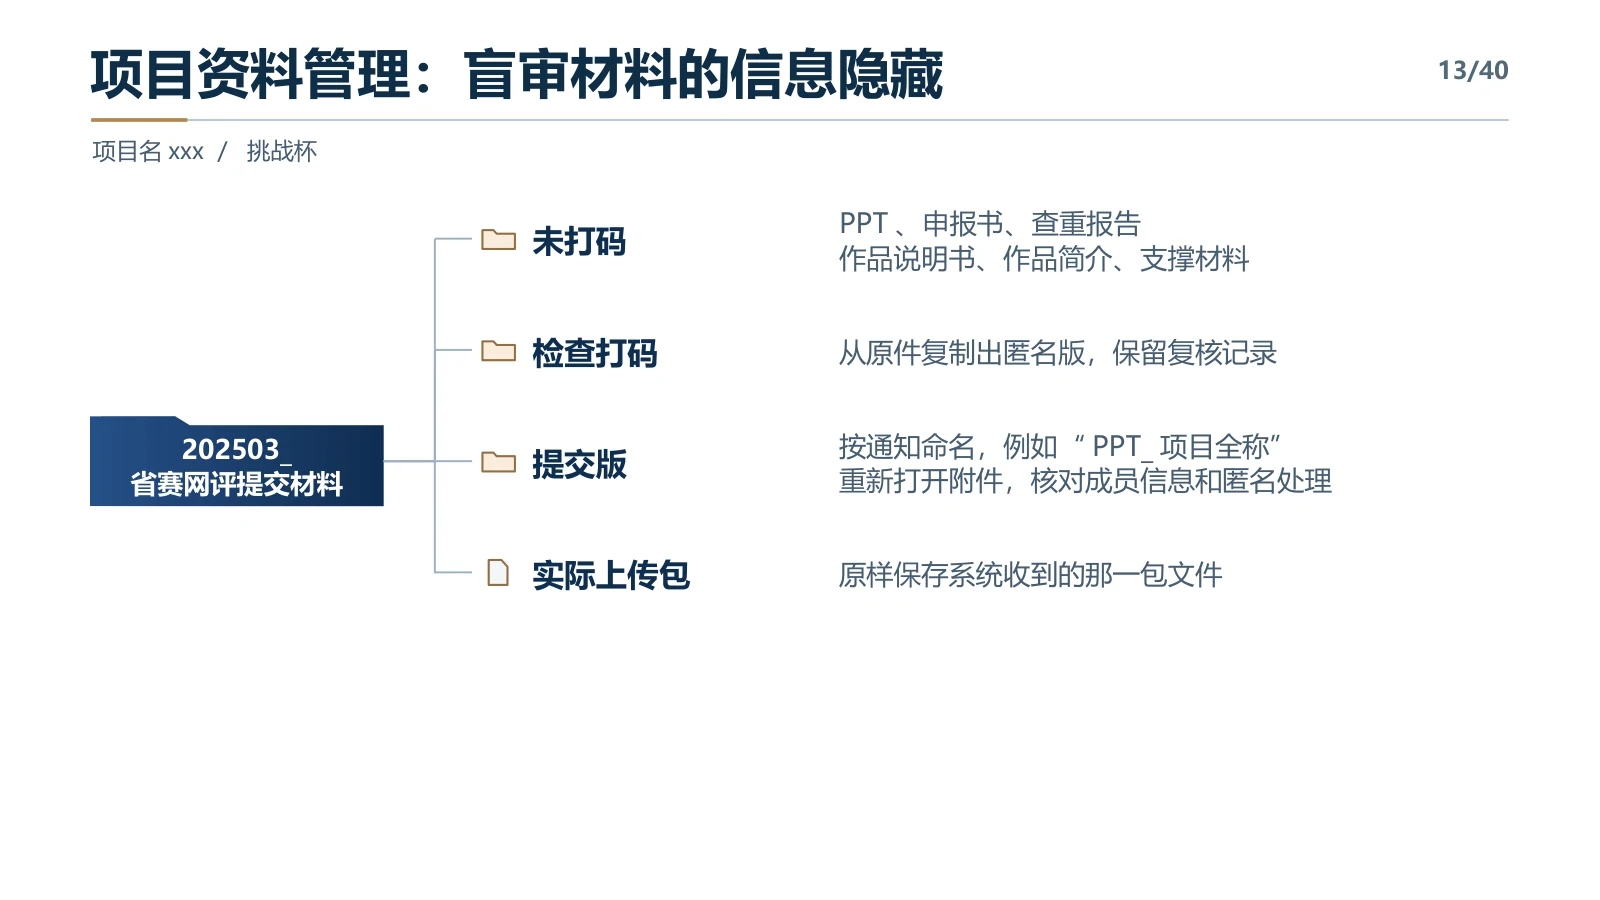 项目资料管理：盲审材料的信息隐藏
13/40
项目名 xxx / 挑战杯
202503_
省赛网评提交材料
未打码
PPT 、申报书、查重报告
作品说明书、作品简介、支撑材料
检查打码
从原件复制出匿名版，保留复核记录
提交版
按通知命名，例如“ PPT_ 项目全称”
重新打开附件，核对成员信息和匿名处理
实际上传包
原样保存系统收到的那一包文件